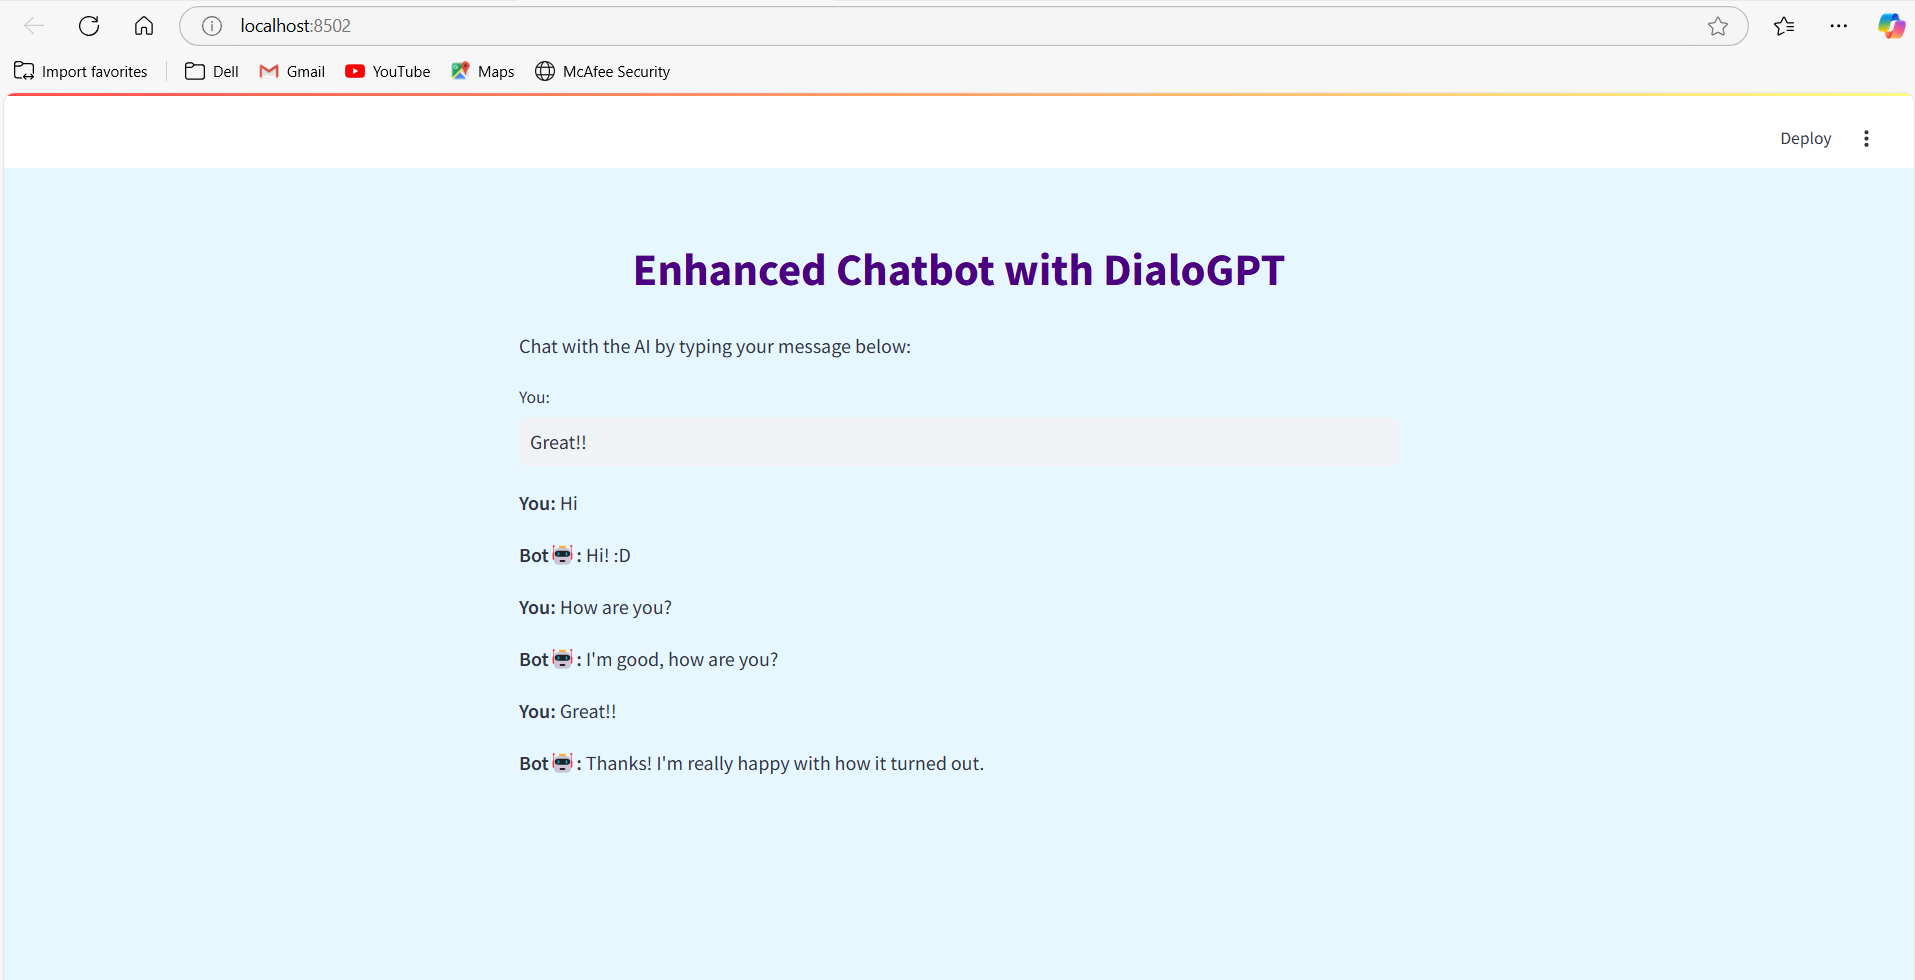 localhost:8502
Import favorites Dell Gmail YouTube Maps McAfee Security
Deploy
Enhanced Chatbot with DialoGPT
Chat with the AI by typing your message below:
You:
Great!!
You: Hi
Bot🤖: Hi! :D
You: How are you?
Bot🤖: I'm good, how are you?
You: Great!!
Bot🤖: Thanks! I'm really happy with how it turned out.